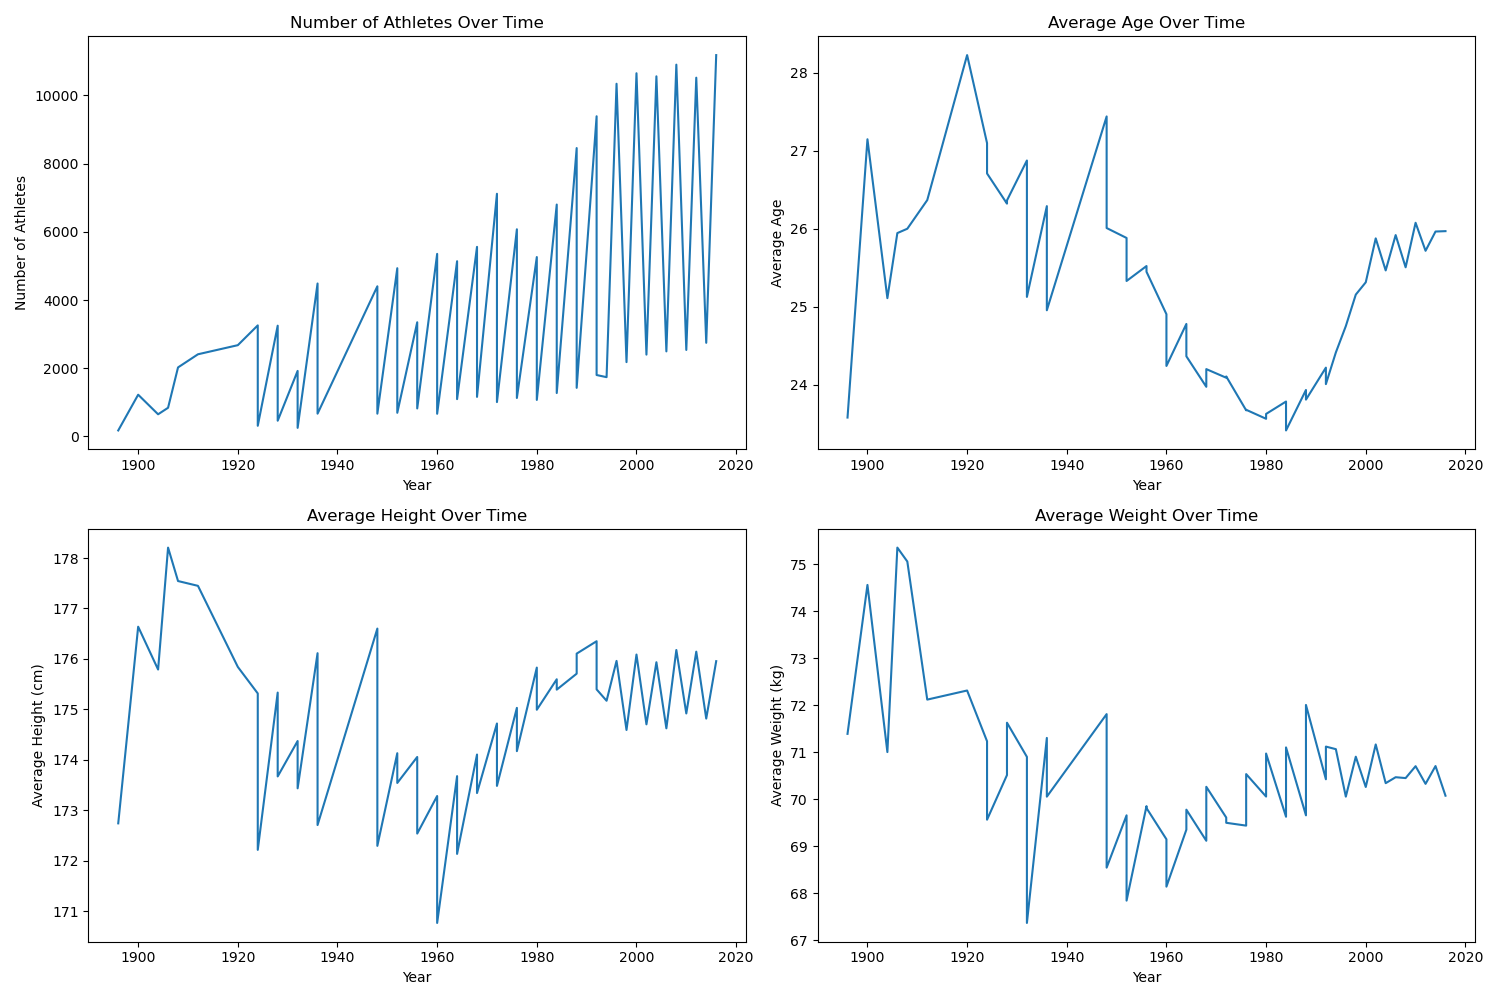 Number of Athletes Over Time
Number of Athletes
10000
8000
6000
4000
2000
0
1900 1920 1940 1960 1980 2000 2020
Year
Average Age Over Time
Average Age
28
27
26
25
24
1900 1920 1940 1960 1980 2000 2020
Year
Average Height Over Time
Average Height (cm)
178
177
176
175
174
173
172
171
1900 1920 1940 1960 1980 2000 2020
Year
Average Weight Over Time
Average Weight (kg)
75
74
73
72
71
70
69
68
67
1900 1920 1940 1960 1980 2000 2020
Year